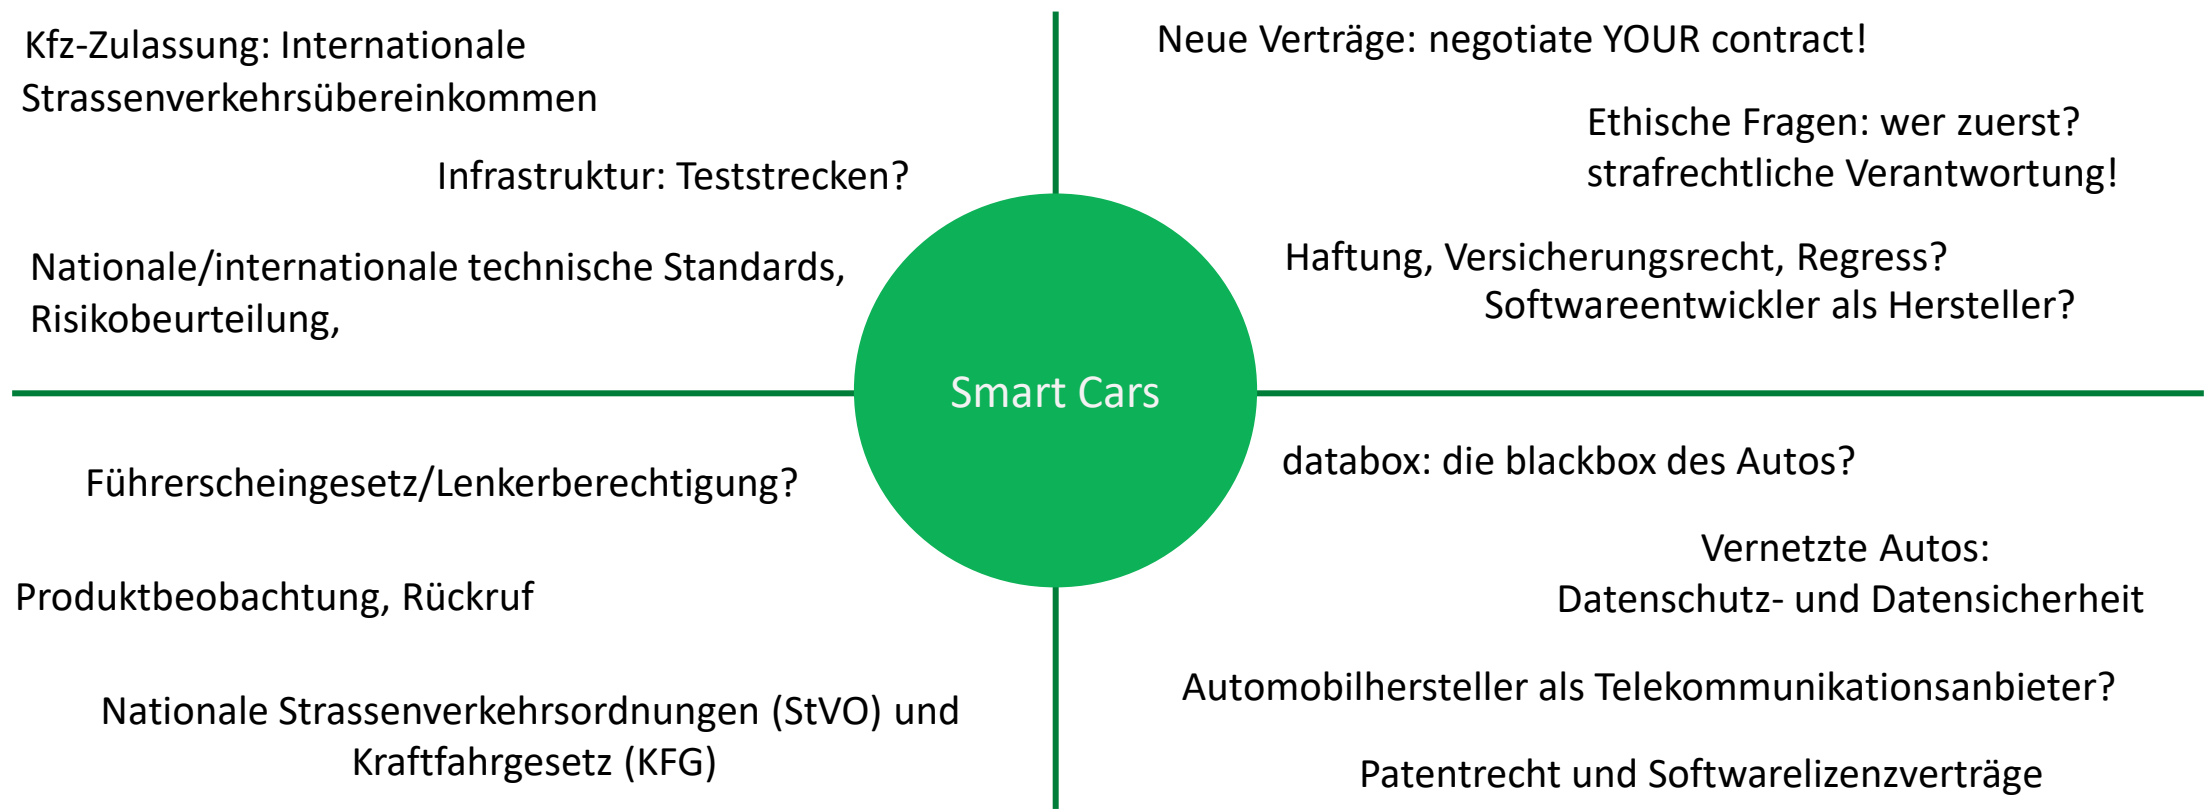 Kfz-Zulassung: Internationale
Strassenverkehrsübereinkommen
Infrastruktur: Teststrecken?
Nationale/internationale technische Standards,
Risikobeurteilung,
Neue Verträge: negotiate YOUR contract!
Ethische Fragen: wer zuerst?
strafrechtliche Verantwortung!
Haftung, Versicherungsrecht, Regress?
Softwareentwickler als Hersteller?
Smart Cars
Führerscheingesetz/Lenkerberechtigung?
Produktbeobachtung, Rückruf
Nationale Strassenverkehrsordnungen (StVO) und
Kraftfahrgesetz (KFG)
databox: die blackbox des Autos?
Vernetzte Autos:
Datenschutz- und Datensicherheit
Automobilhersteller als Telekommunikationsanbieter?
Patentrecht und Softwarelizenzverträge